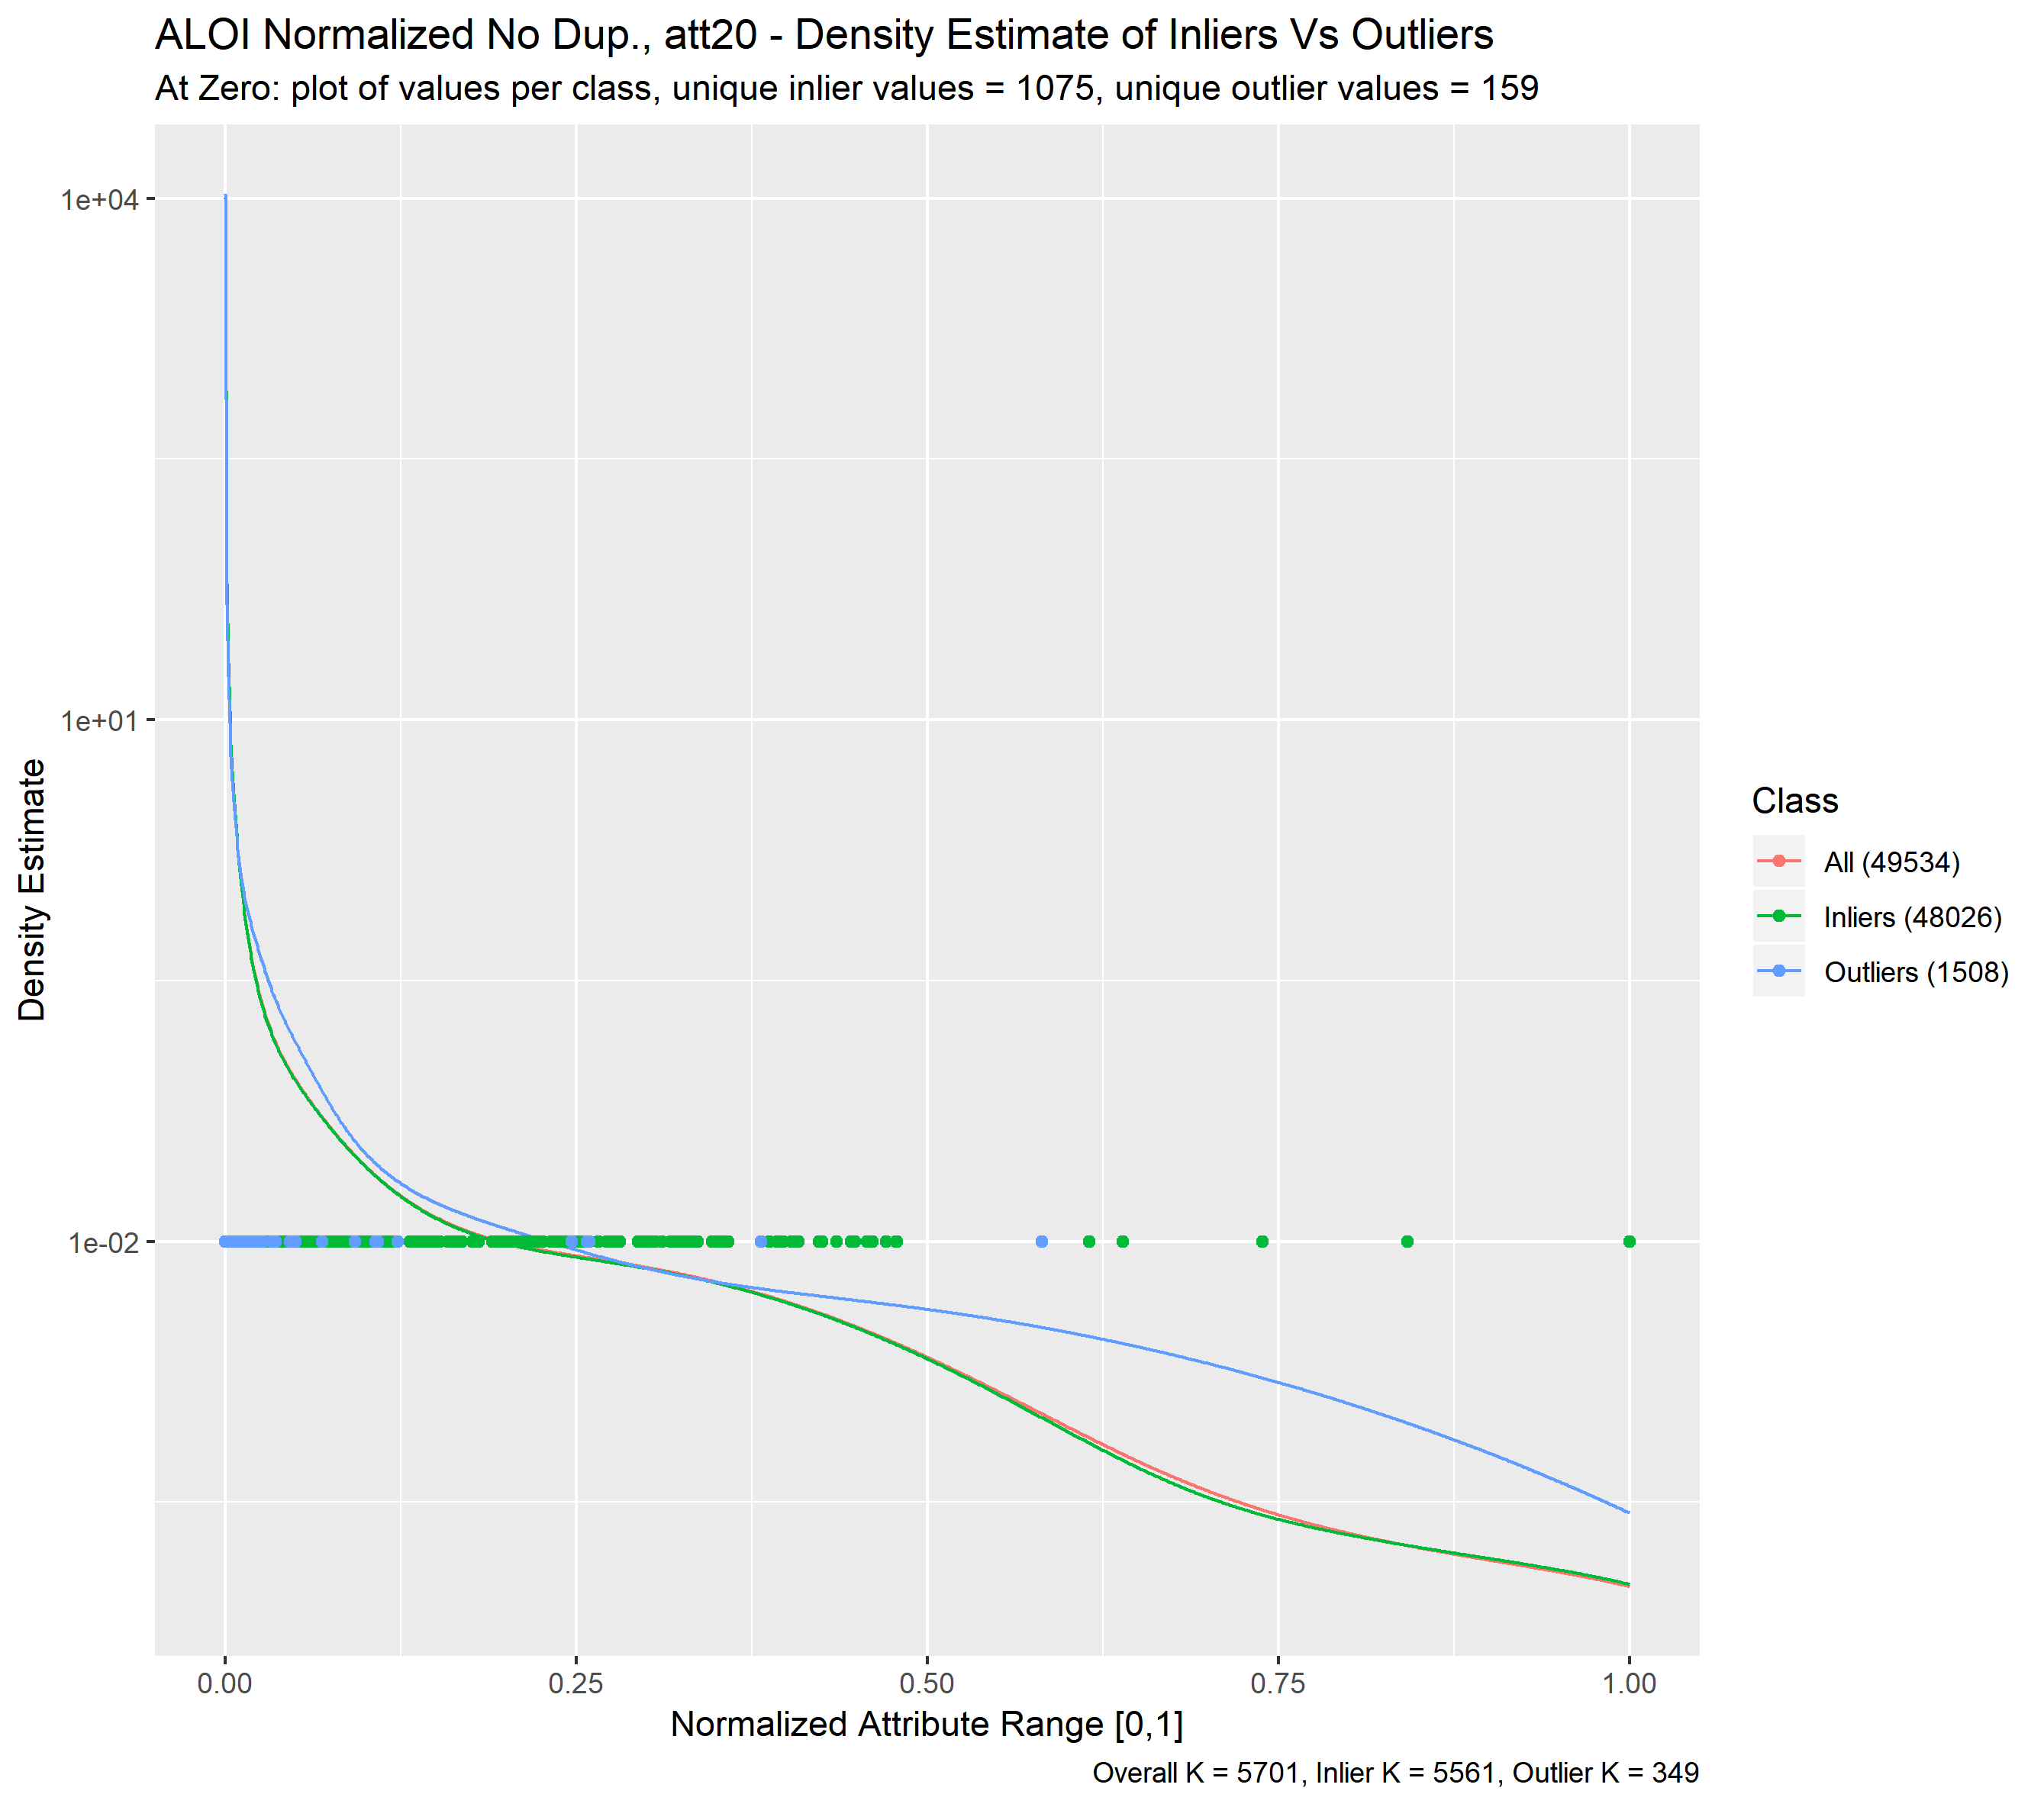 ALOI Normalized No Dup., att20 - Density Estimate of Inliers Vs Outliers
At Zero: plot of values per class, unique inlier values = 1075, unique outlier values = 159
1e+04
1e+01
1e-02
Density Estimate
0.00 0.25 0.50 0.75 1.00
Normalized Attribute Range [0,1]
Class
All (49534)
Inliers (48026)
Outliers (1508)
Overall K = 5701, Inlier K = 5561, Outlier K = 349